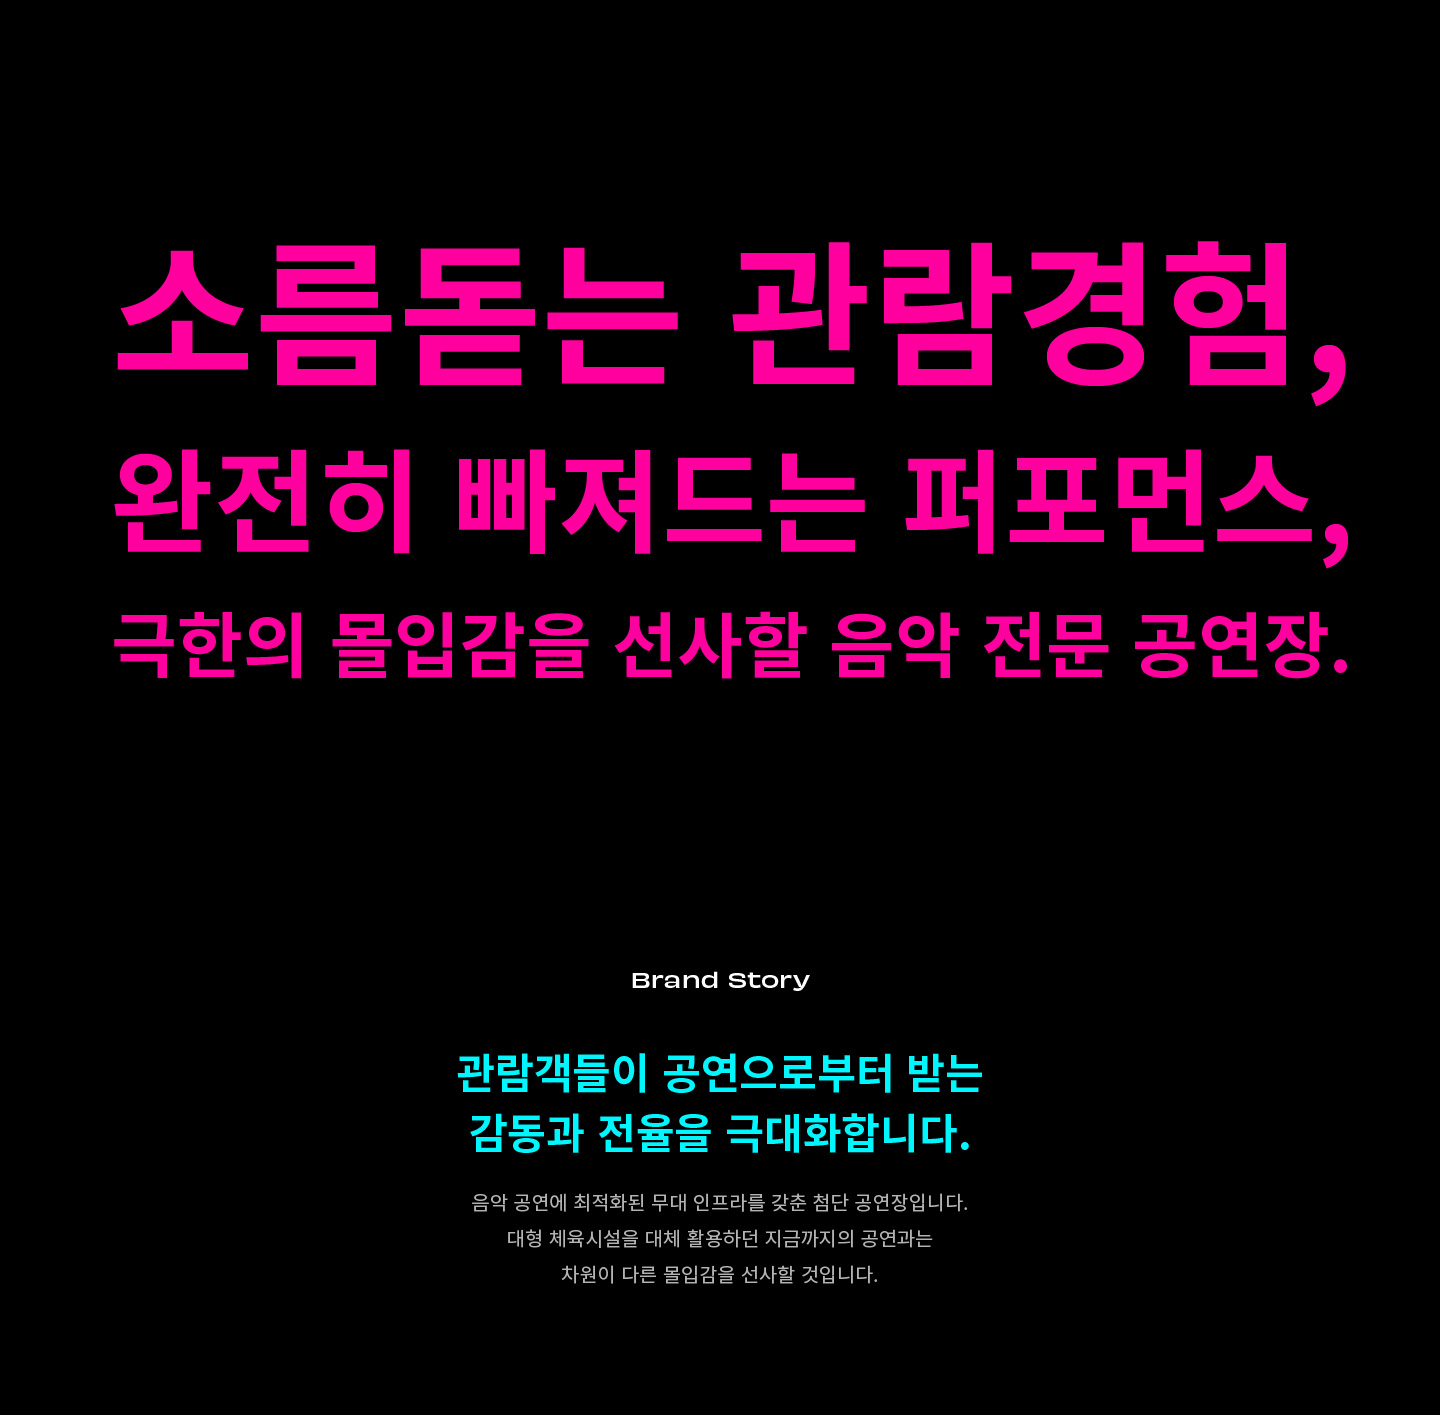 소름돋는 관람경험,
완전히 빠져드는 퍼포먼스,
극한의 몰입감을 선사할 음악 전문 공연장.
Brand Story
관람객들이 공연으로부터 받는
감동과 전율을 극대화합니다.
음악 공연에 최적화된 무대 인프라를 갖춘 첨단 공연장입니다.
대형 체육시설을 대체 활용하던 지금까지의 공연과는
차원이 다른 몰입감을 선사할 것입니다.